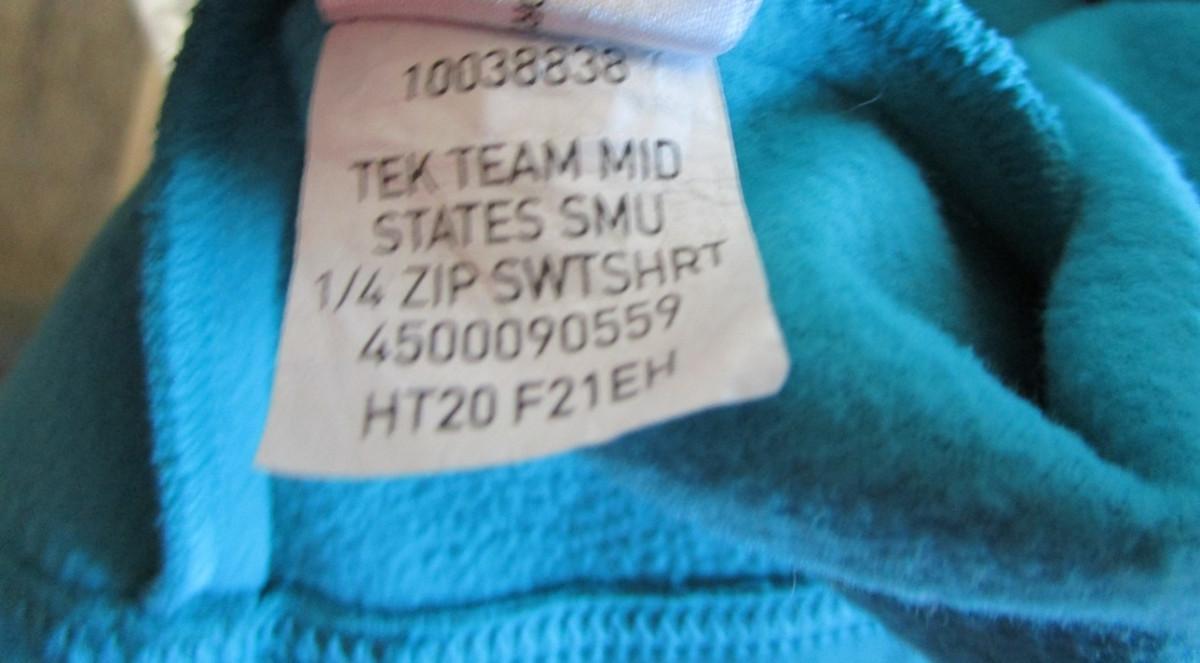 10038838
TEK TEAM MID
STATES SMU
1/4 ZIP SWTSHRT
4500090559
HT20 F21EH